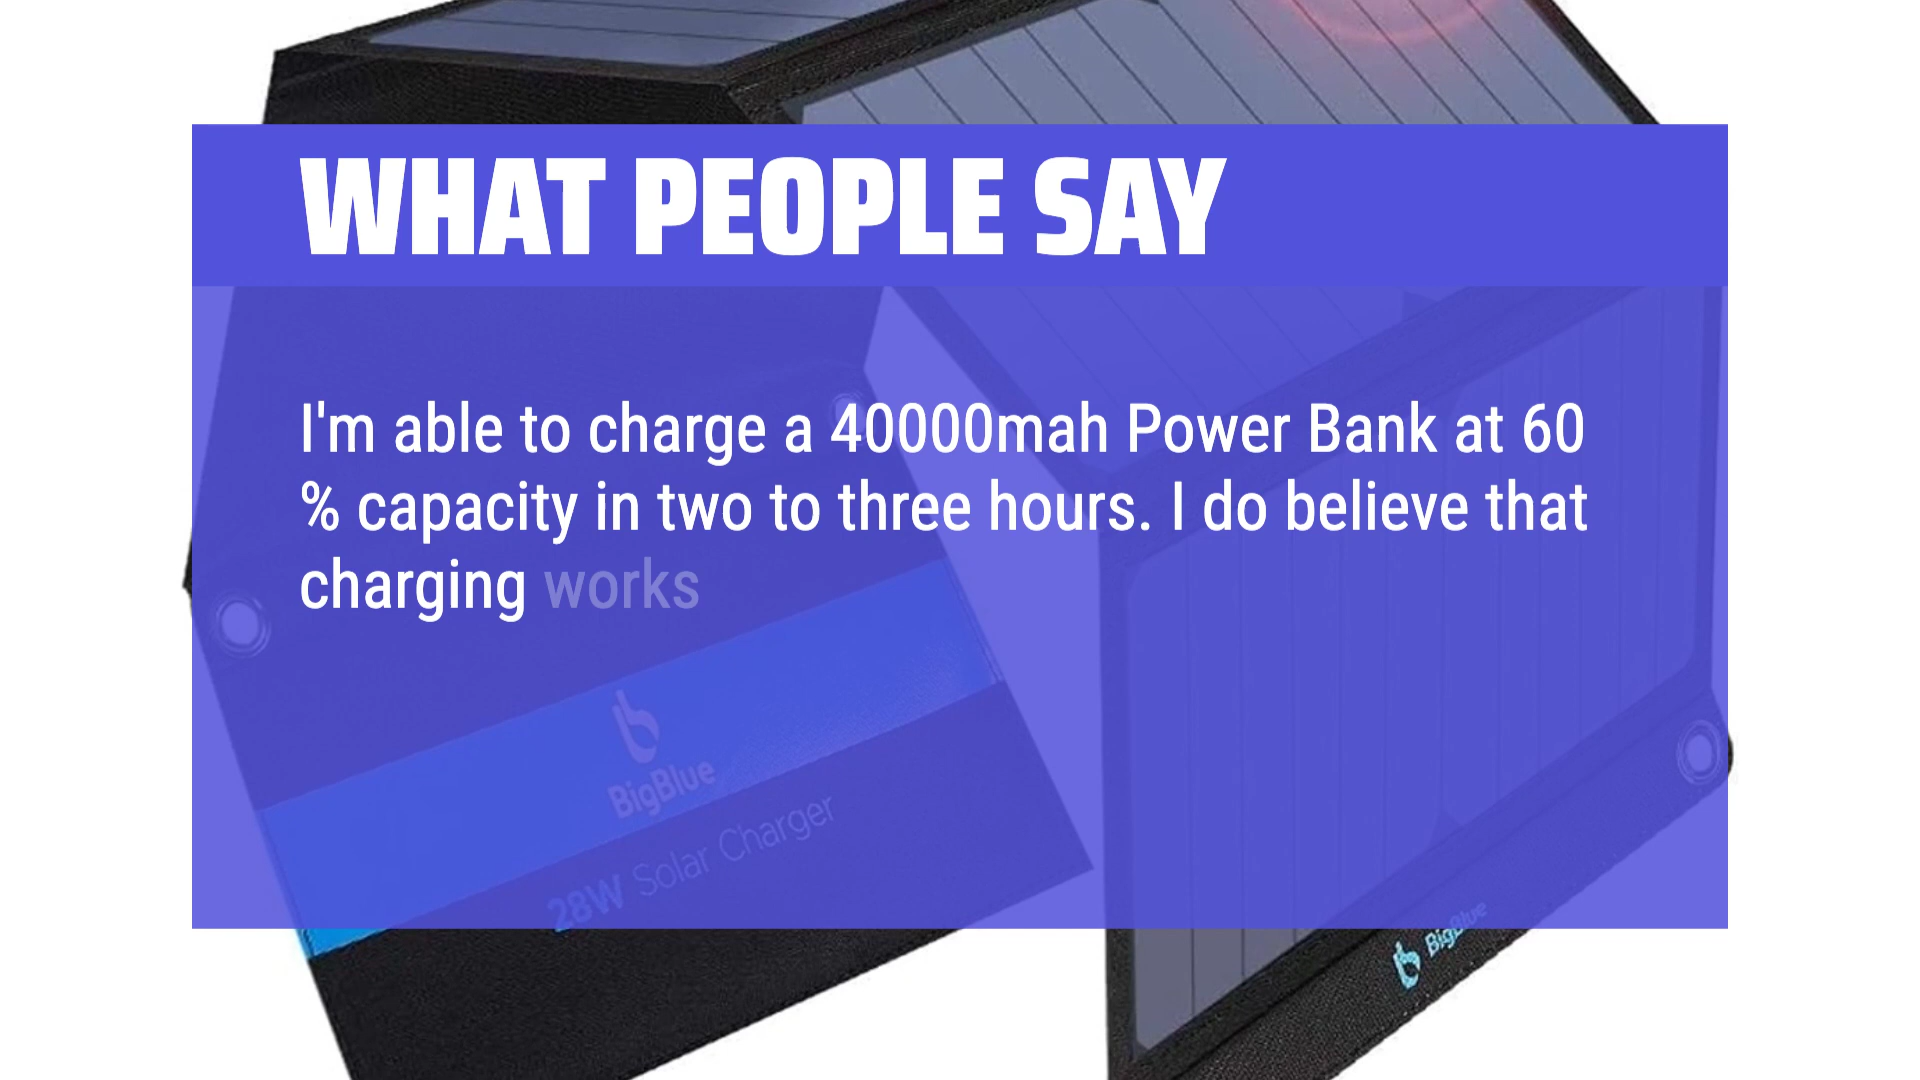 WHAT PEOPLE SAY
I'm able to charge a 40000mah Power Bank at 60
% capacity in two to three hours. I do believe that
charging works
BigBlue
28W Solar Charger
BigBlue